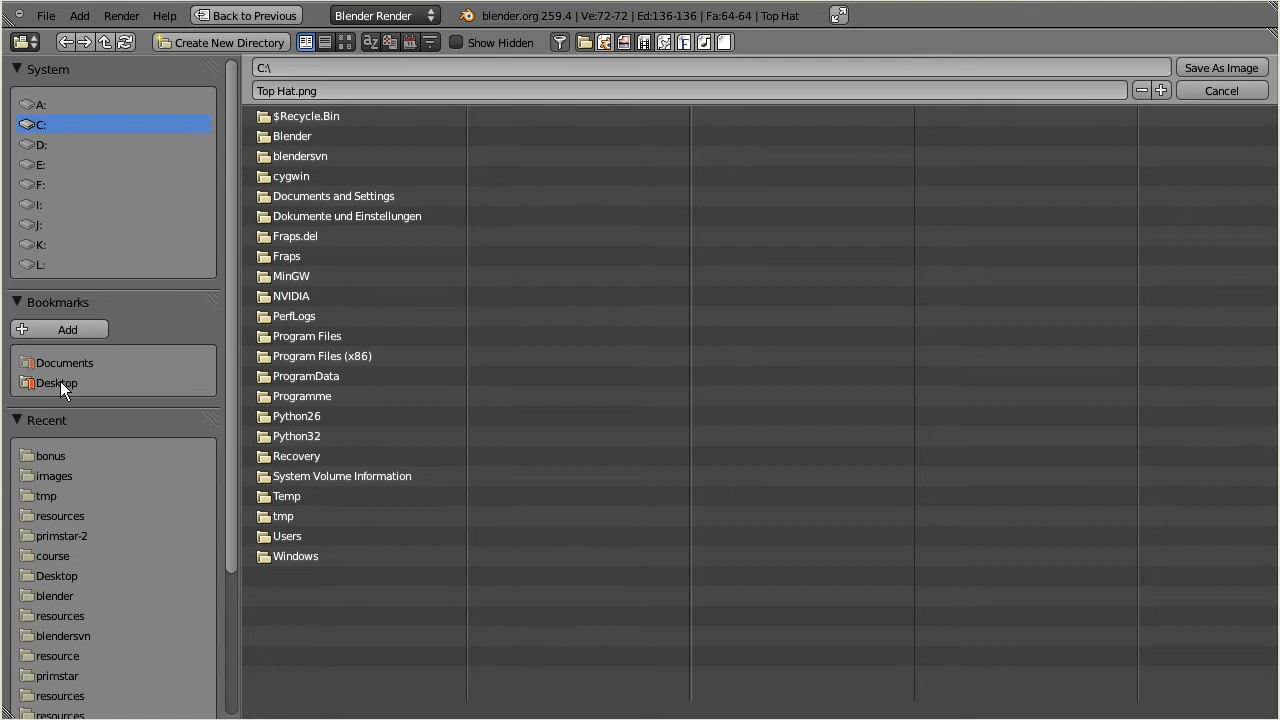 File Add Render Help Back to Previous Blender Render blender.org 259.4 | Ve:72-72 | Ed:136-136 | Fa:64-64 | Top Hat
Create New Directory Show Hidden
System
A:
C:
D:
E:
F:
I:
J:
K:
L:
Bookmarks
Add
Documents
Desktop
Recent
bonus
images
tmp
resources
primstar-2
course
Desktop
blender
resources
blendersvn
resource
primstar
resources
resources
C:\ Save As Image
Top Hat.png Cancel
$Recycle.Bin
Blender
blendersvn
cygwin
Documents and Settings
Dokumente und Einstellungen
Fraps.del
Fraps
MinGW
NVIDIA
PerfLogs
Program Files
Program Files (x86)
ProgramData
Programme
Python26
Python32
Recovery
System Volume Information
Temp
tmp
Users
Windows